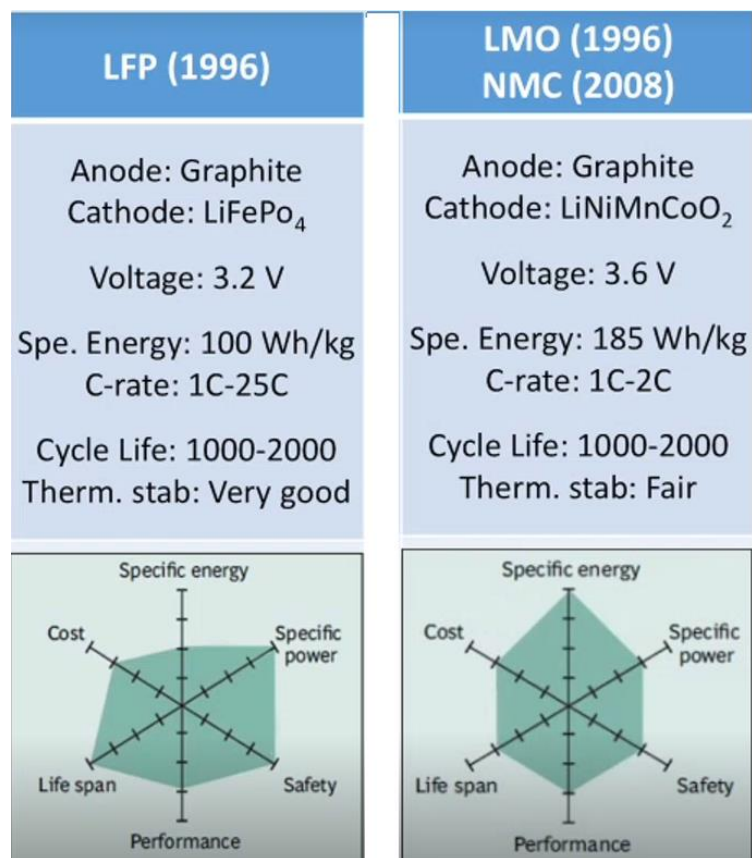 LFP (1996)
Anode: Graphite
Cathode: LiFePo₄
Voltage: 3.2 V
Spe. Energy: 100 Wh/kg
C-rate: 1C-25C
Cycle Life: 1000-2000
Therm. stab: Very good
Specific energy
Cost
Specific
power
Life span
Safety
Performance
LMO (1996)
NMC (2008)
Anode: Graphite
Cathode: LiNiMnCoO₂
Voltage: 3.6 V
Spe. Energy: 185 Wh/kg
C-rate: 1C-2C
Cycle Life: 1000-2000
Therm. stab: Fair
Specific energy
Cost
Specific
power
Life span
Safety
Performance